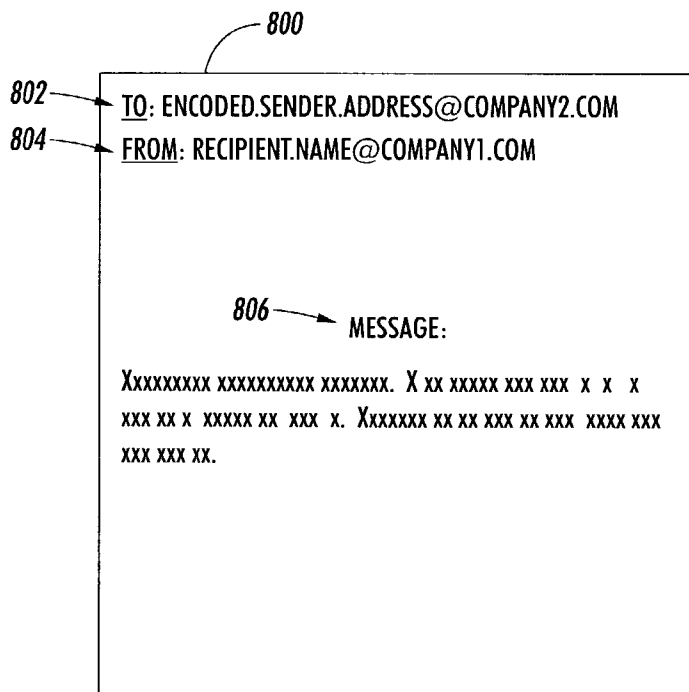 800
802 TO: ENCODED.SENDER.ADDRESS@COMPANY2.COM
804 FROM: RECIPIENT.NAME@COMPANY1.COM
806 MESSAGE:
Xxxxxxxxx xxxxxxxxxx xxxxxxx. X xx xxxxx xxx xxx x x x
xxx xx x xxxxx xx xxx x. Xxxxxxx xx xx xxx xx xxx xxxx xxx
xxx xxx xx.